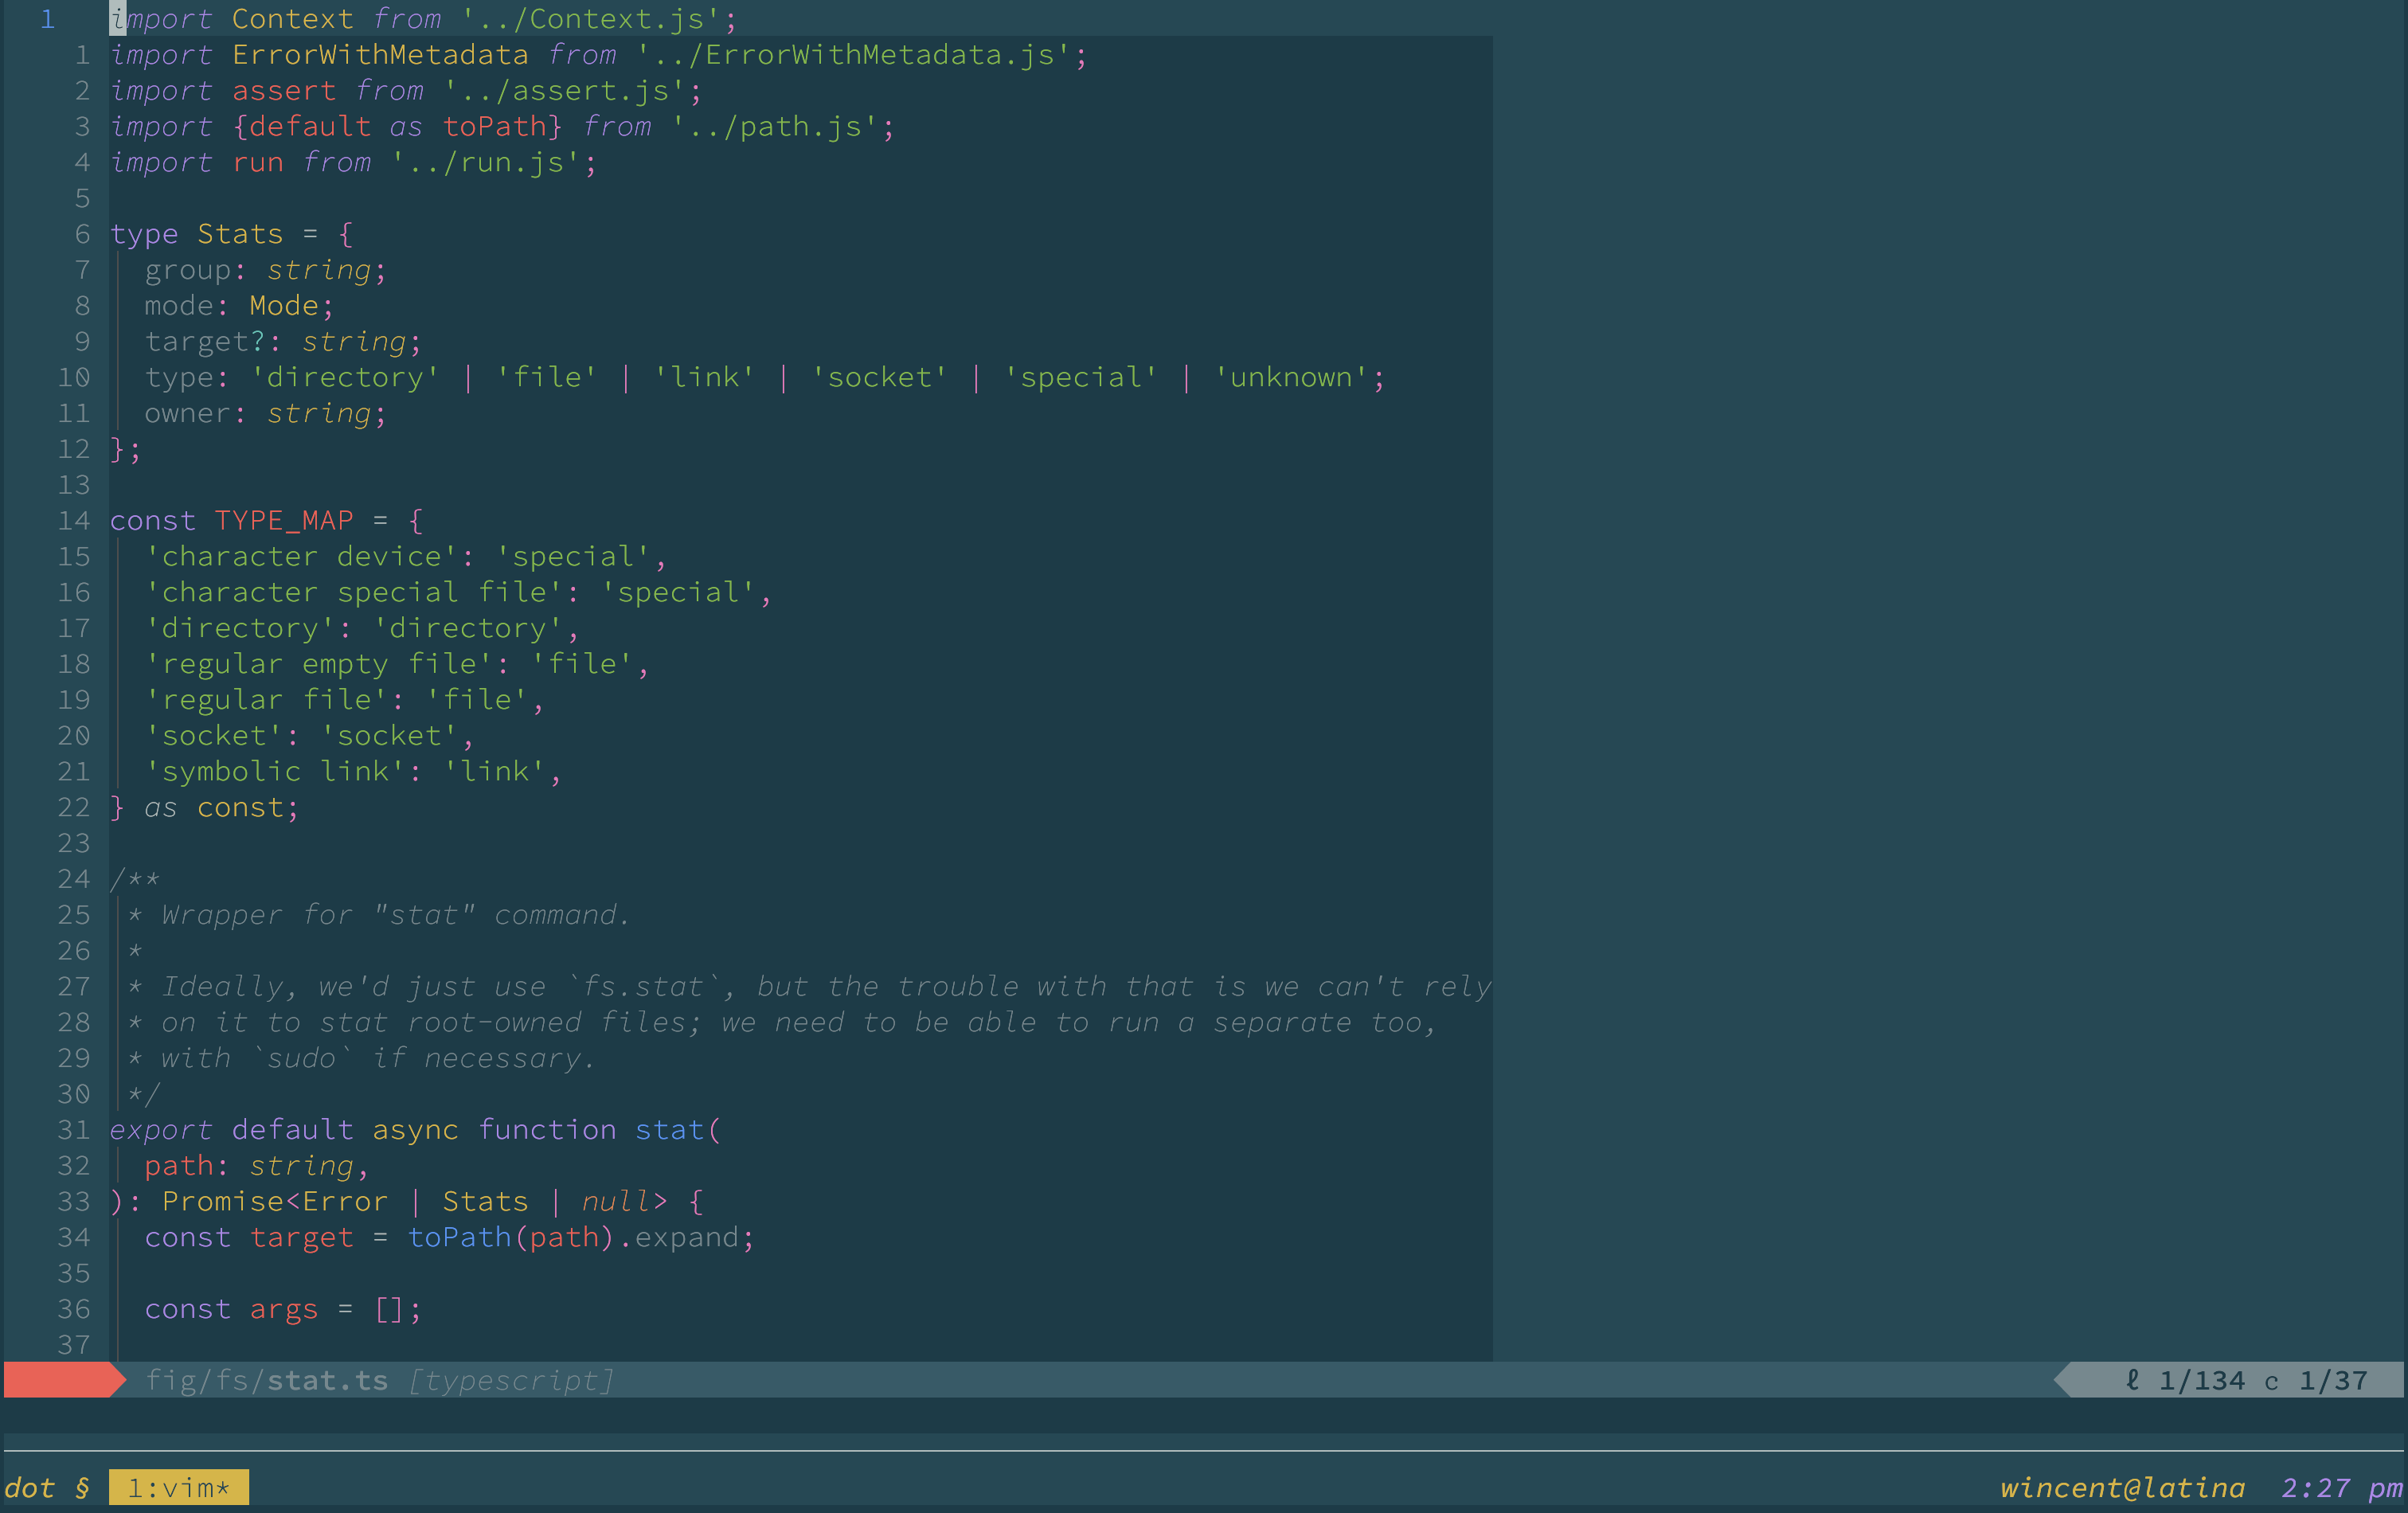 1 import Context from '../Context.js';
1 import ErrorWithMetadata from '../ErrorWithMetadata.js';
2 import assert from '../assert.js';
3 import {default as toPath} from '../path.js';
4 import run from '../run.js';
5
6 type Stats = {
7   group: string;
8   mode: Mode;
9   target?: string;
10   type: 'directory' | 'file' | 'link' | 'socket' | 'special' | 'unknown';
11   owner: string;
12 };
13
14 const TYPE_MAP = {
15   'character device': 'special',
16   'character special file': 'special',
17   'directory': 'directory',
18   'regular empty file': 'file',
19   'regular file': 'file',
20   'socket': 'socket',
21   'symbolic link': 'link',
22 } as const;
23
24 /**
25  * Wrapper for "stat" command.
26  *
27  * Ideally, we'd just use `fs.stat`, but the trouble with that is we can't rely
28  * on it to stat root-owned files; we need to be able to run a separate too,
29  * with `sudo` if necessary.
30  */
31 export default async function stat(
32   path: string,
33 ): Promise<Error | Stats | null> {
34   const target = toPath(path).expand;
35
36   const args = [];
37
fig/fs/stat.ts [typescript] ℓ 1/134 c 1/37
dot § 1:vim* wincent@latina 2:27 pm